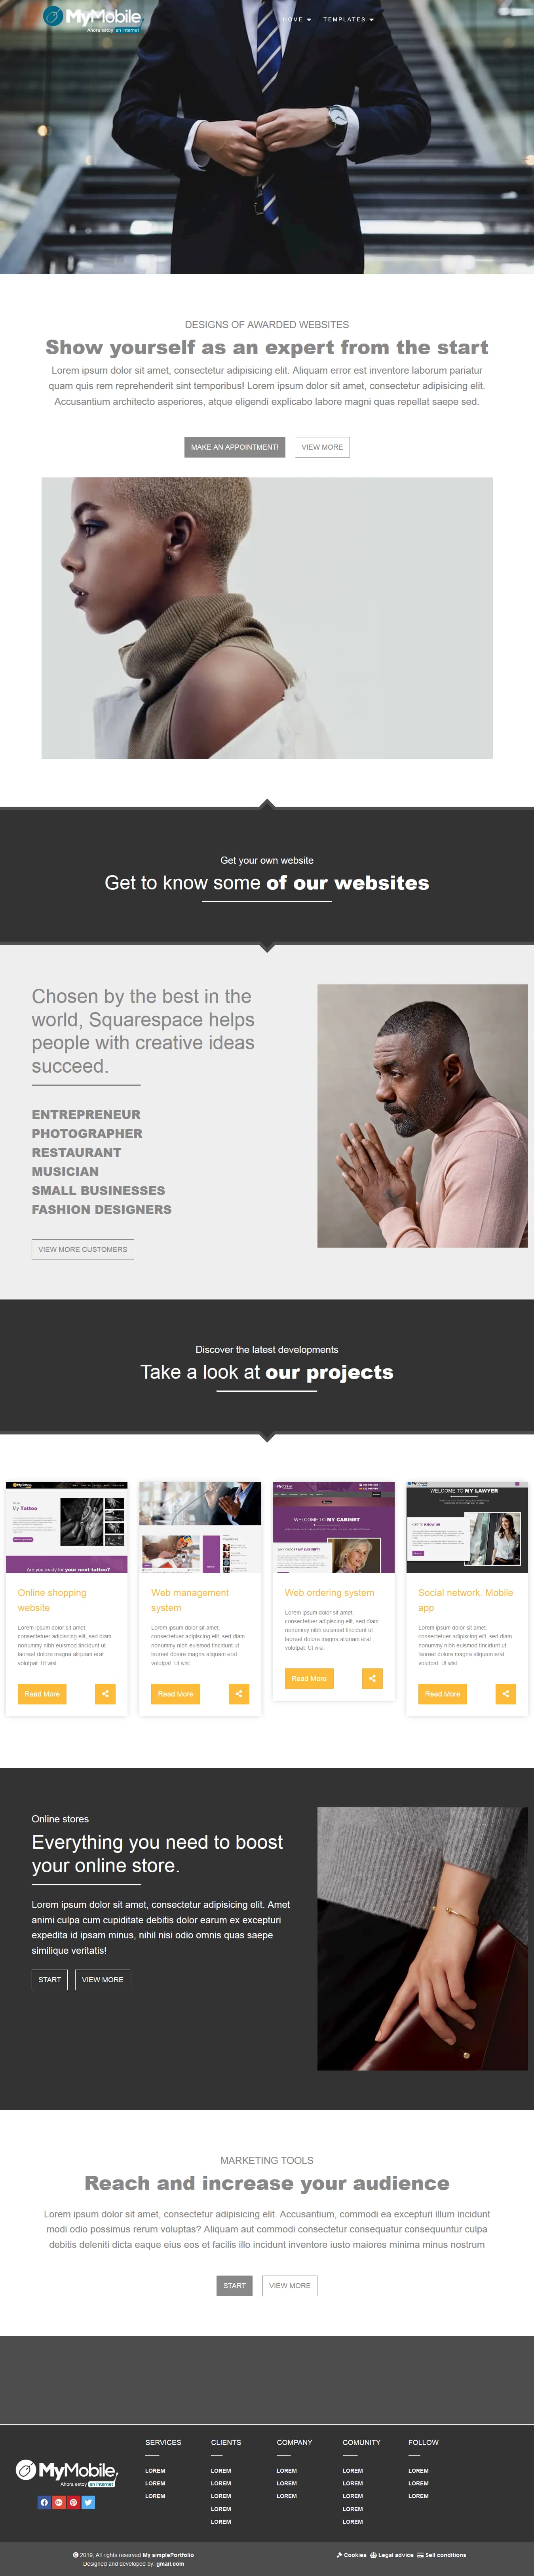 MyMobile
Ahora estoy en internet
HOME
TEMPLATES
DESIGNS OF AWARDED WEBSITES
Show yourself as an expert from the start
Lorem ipsum dolor sit amet, consectetur adipisicing elit. Aliquam error est inventore laborum pariatur
quam quis rem reprehenderit sint temporibus! Lorem ipsum dolor sit amet, consectetur adipisicing elit.
Accusantium architecto asperiores, atque eligendi explicabo labore magni quas repellat saepe sed.
MAKE AN APPOINTMENT!
VIEW MORE
Get your own website
Get to know some of our websites
Chosen by the best in the
world, Squarespace helps
people with creative ideas
succeed.
ENTREPRENEUR
PHOTOGRAPHER
RESTAURANT
MUSICIAN
SMALL BUSINESSES
FASHION DESIGNERS
VIEW MORE CUSTOMERS
Discover the latest developments
Take a look at our projects
My Tattoo
Are you ready for your next tattoo?
Online shopping
website
Lorem ipsum dolor sit amet,
consectetuer adipiscing elit, sed diam
nonummy nibh euismod tincidunt ut
laoreet dolore magna aliquam erat
volutpat. Ut wisi.
Read More
Web management
system
Lorem ipsum dolor sit amet,
consectetuer adipiscing elit, sed diam
nonummy nibh euismod tincidunt ut
laoreet dolore magna aliquam erat
volutpat. Ut wisi.
Read More
WELCOME TO MY CABINET
Web ordering system
Lorem ipsum dolor sit amet,
consectetuer adipiscing elit, sed diam
nonummy nibh euismod tincidunt ut
laoreet dolore magna aliquam erat
volutpat. Ut wisi.
Read More
WELCOME TO MY LAWYER
Social network. Mobile
app
Lorem ipsum dolor sit amet,
consectetuer adipiscing elit, sed diam
nonummy nibh euismod tincidunt ut
laoreet dolore magna aliquam erat
volutpat. Ut wisi.
Read More
Online stores
Everything you need to boost
your online store.
Lorem ipsum dolor sit amet, consectetur adipisicing elit. Amet
animi culpa cum cupiditate debitis dolor earum ex excepturi
expedita id ipsam minus, nihil nisi odio omnis quas saepe
similique veritatis!
START
VIEW MORE
MARKETING TOOLS
Reach and increase your audience
Lorem ipsum dolor sit amet, consectetur adipisicing elit. Accusantium, commodi ea excepturi illum incidunt
modi odio possimus rerum voluptas? Aliquam aut commodi consectetur consequatur consequuntur culpa
debitis deleniti dicta eaque eius eos et facilis illo incidunt inventore iusto maiores minima minus nostrum
START
VIEW MORE
MyMobile
Ahora estoy en internet
SERVICES
LOREM
LOREM
LOREM
CLIENTS
LOREM
LOREM
LOREM
LOREM
LOREM
COMPANY
LOREM
LOREM
LOREM
COMUNITY
LOREM
LOREM
LOREM
LOREM
LOREM
FOLLOW
LOREM
LOREM
LOREM
2019, All rights reserved My simplePortfolio
Designed and developed by: gmail.com
Cookies Legal advice Sell conditions